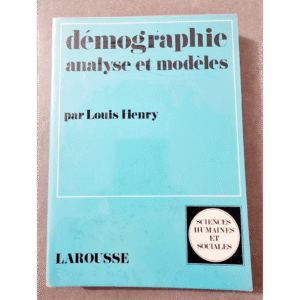 démographie
analyse et modèles
par Louis Henry
SCIENCES
HUMAINES
ET
SOCIALES
LAROUSSE